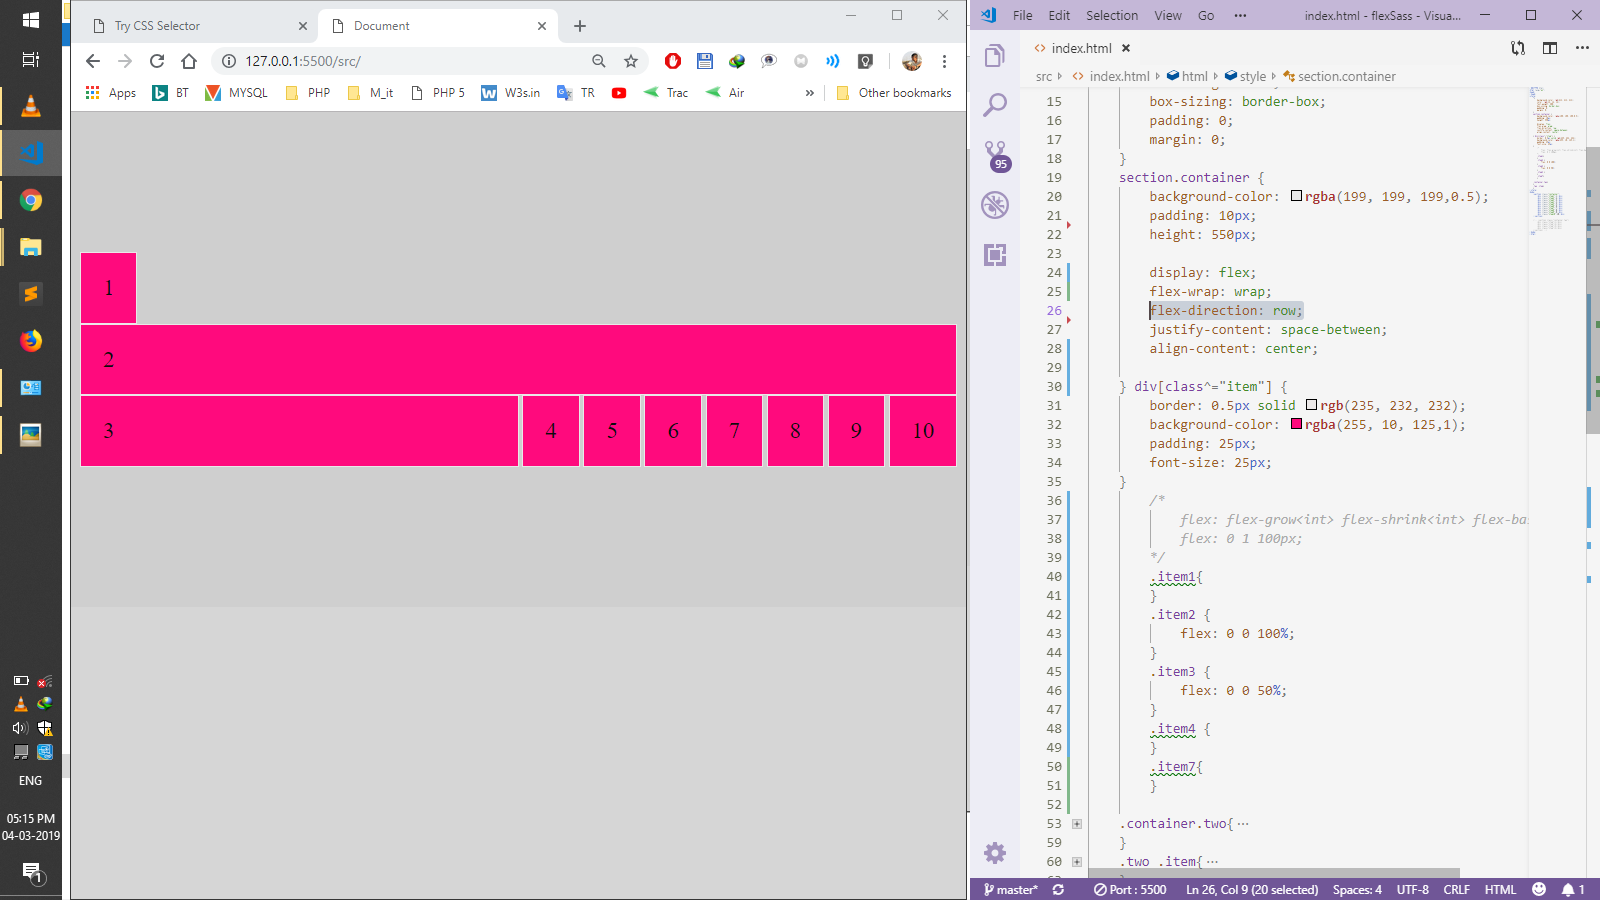 Try CSS Selector
Document
127.0.0.1:5500/src/
Apps
BT
MYSQL
PHP
M_it
PHP 5
W3s.in
TR
Trac
Air
»
Other bookmarks
1
2
3 4 5 6 7 8 9 10
ENG
05:15 PM
04-03-2019
1
File Edit Selection View Go ··· index.html - flexSass - Visua...
index.html
src index.html html style section.container
95
15 box-sizing: border-box;
16 padding: 0;
17 margin: 0;
18 }
19 section.container {
20 background-color: rgba(199, 199, 199,0.5);
21 padding: 10px;
22 height: 550px;
23
24 display: flex;
25 flex-wrap: wrap;
26 flex-direction: row;
27 justify-content: space-between;
28 align-content: center;
29
30 } div[class^="item"] {
31 border: 0.5px solid rgb(235, 232, 232);
32 background-color: rgba(255, 10, 125,1);
33 padding: 25px;
34 font-size: 25px;
35 }
36 /*
37 flex: flex-grow<int> flex-shrink<int> flex-ba
38 flex: 0 1 100px;
39 */
40 .item1{
41 }
42 .item2 {
43 flex: 0 0 100%;
44 }
45 .item3 {
46 flex: 0 0 50%;
47 }
48 .item4 {
49 }
50 .item7{
51 }
52
53 .container.two{ ···
59 }
60 .two .item{ ···
master* Port : 5500 Ln 26, Col 9 (20 selected) Spaces: 4 UTF-8 CRLF HTML 1